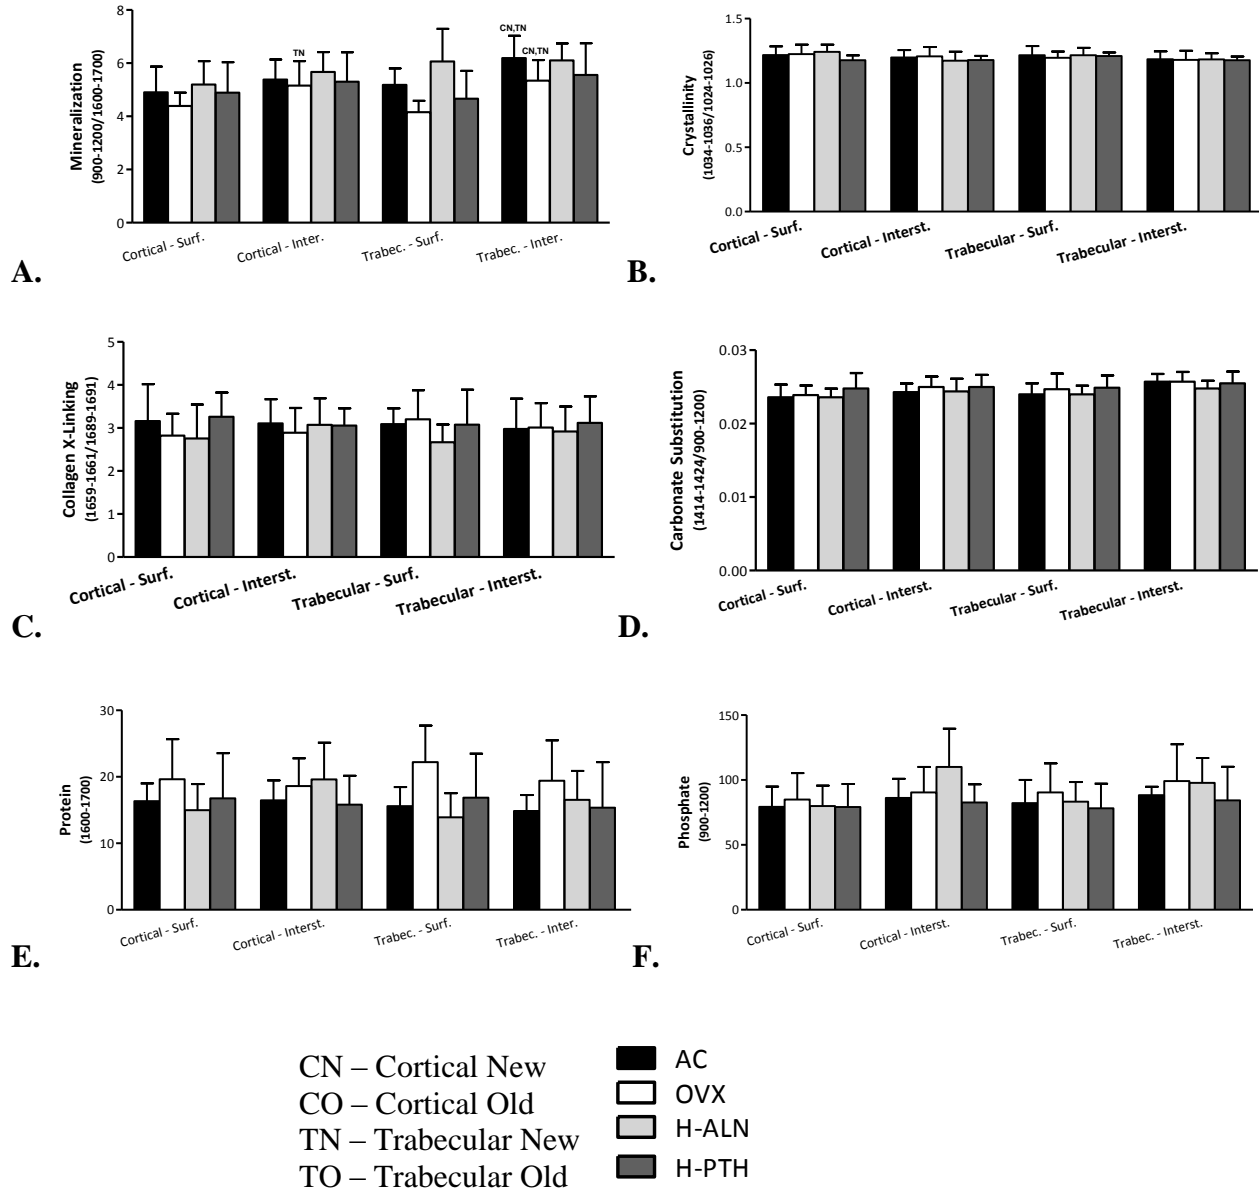 8
6
4
2
0
Mineralization
(900-1200/1600-1700)
TN
CN,TN
CN,TN
Cortical - Surf.
Cortical - Inter.
Trabec. - Surf.
Trabec. - Inter.
A.
1.5
1.0
0.5
0.0
Crystallinity
(1034-1036/1024-1026)
Cortical - Surf.
Cortical - Interst.
Trabecular - Surf.
Trabecular - Interst.
B.
5
4
3
2
1
0
Collagen X-Linking
(1659-1661/1689-1691)
Cortical - Surf.
Cortical - Interst.
Trabecular - Surf.
Trabecular - Interst.
C.
0.03
0.02
0.01
0.00
Carbonate Substitution
(1414-1424/900-1200)
Cortical - Surf.
Cortical - Interst.
Trabecular - Surf.
Trabecular - Interst.
D.
30
20
10
0
Protein
(1600-1700)
Cortical - Surf.
Cortical - Interst.
Trabec. - Surf.
Trabec. - Inter.
E.
150
100
50
0
Phosphate
(900-1200)
Cortical - Surf.
Cortical - Interst.
Trabec. - Surf.
Trabec. - Interst.
F.
CN – Cortical New
CO – Cortical Old
TN – Trabecular New
TO – Trabecular Old
AC
OVX
H-ALN
H-PTH